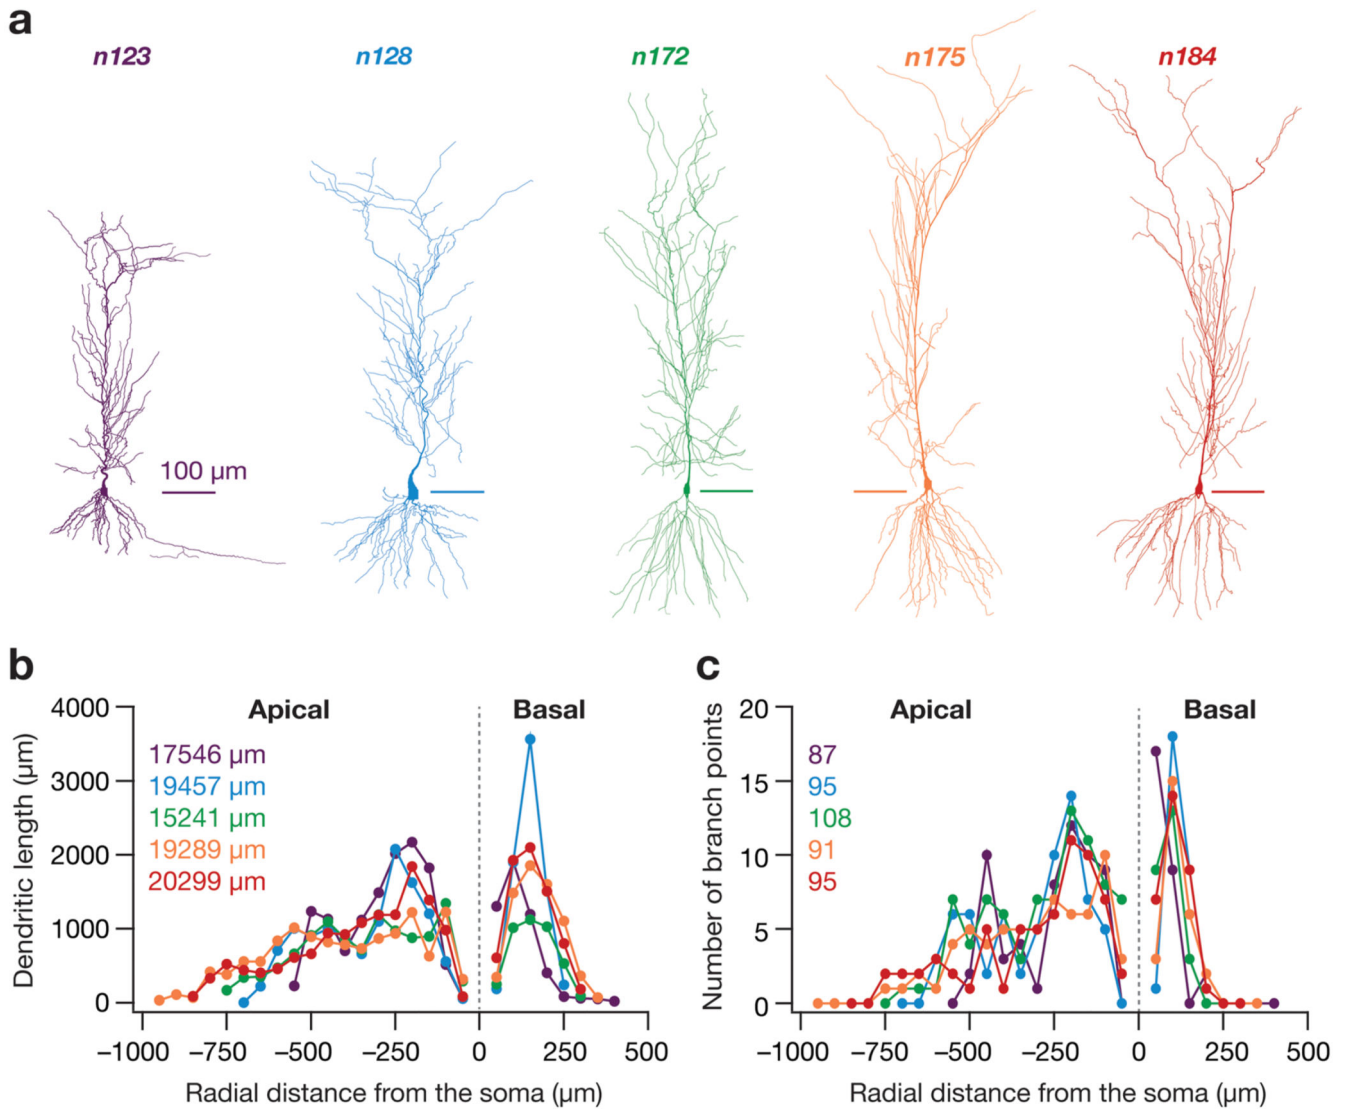 a
n123
n128
n172
n175
n184
100 µm
b
c
4000
3000
2000
1000
0
Dendritic length (µm)
Apical
Basal
17546 µm
19457 µm
15241 µm
19289 µm
20299 µm
−1000
−750
−500
−250
0
250
500
Radial distance from the soma (µm)
20
15
10
5
0
Number of branch points
Apical
Basal
87
95
108
91
95
−1000
−750
−500
−250
0
250
500
Radial distance from the soma (µm)